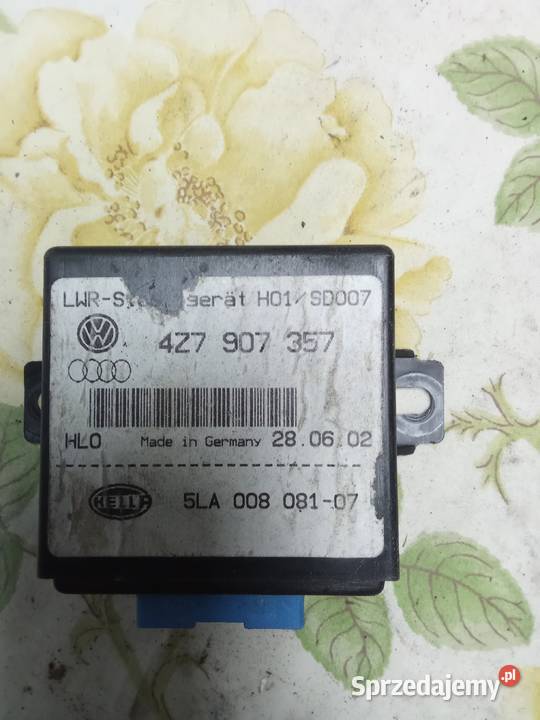 LWR-S gerät H01/SD007
4Z7 907 357
HLO Made in Germany 28.06.02
HELLA 5LA 008 081-07
Sprzedajemy.pl